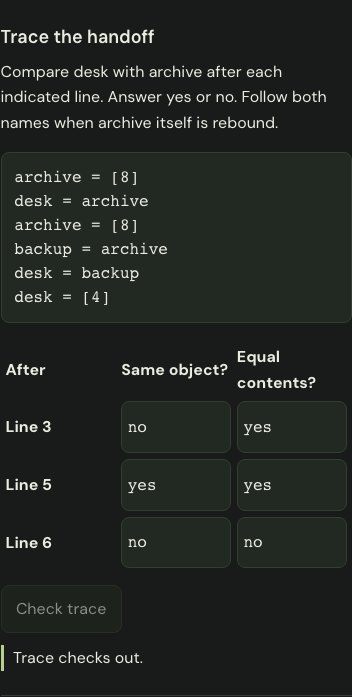 Trace the handoff
Compare desk with archive after each
indicated line. Answer yes or no. Follow both
names when archive itself is rebound.
archive = [8]
desk = archive
archive = [8]
backup = archive
desk = backup
desk = [4]
After Same object? Equal contents?
Line 3 no yes
Line 5 yes yes
Line 6 no no
Check trace
Trace checks out.